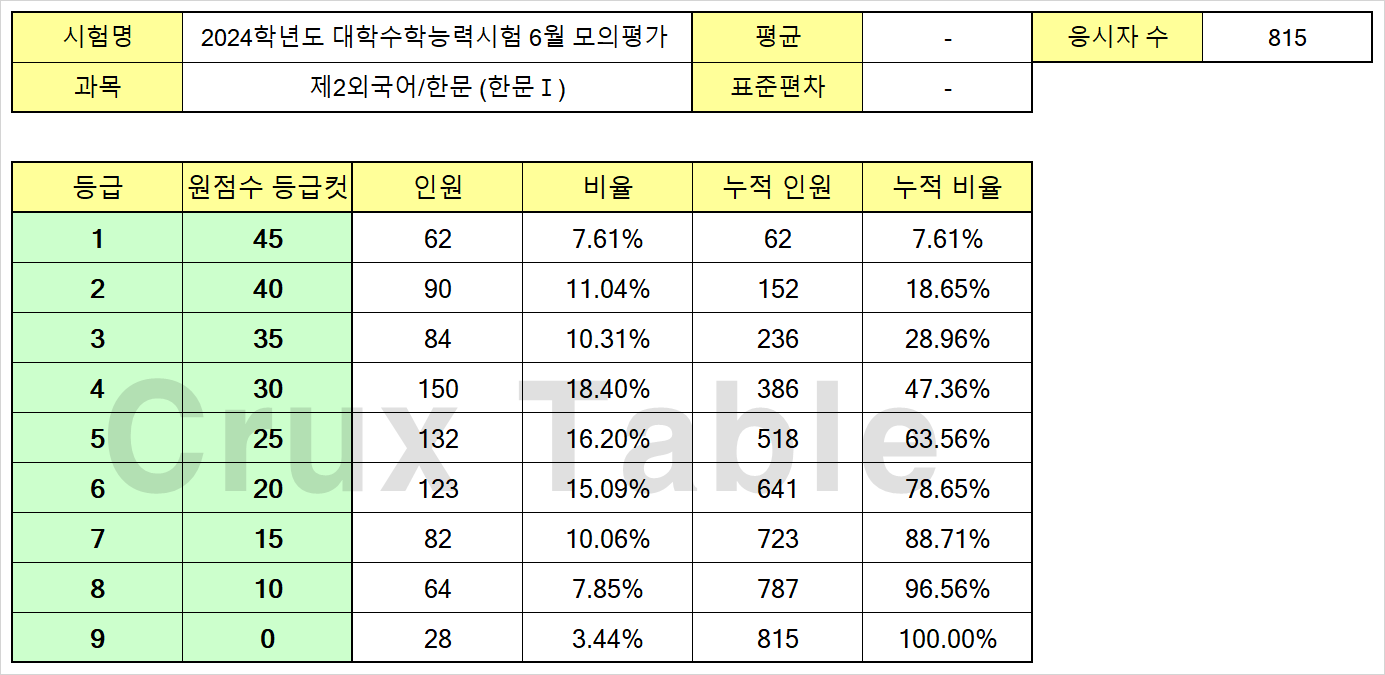 시험명 2024학년도 대학수학능력시험 6월 모의평가 평균 - 응시자 수 815
과목 제2외국어/한문 (한문Ⅰ) 표준편차 -
등급 원점수 등급컷 인원 비율 누적 인원 누적 비율
1 45 62 7.61% 62 7.61%
2 40 90 11.04% 152 18.65%
3 35 84 10.31% 236 28.96%
4 30 150 18.40% 386 47.36%
5 25 132 16.20% 518 63.56%
6 20 123 15.09% 641 78.65%
7 15 82 10.06% 723 88.71%
8 10 64 7.85% 787 96.56%
9 0 28 3.44% 815 100.00%
Crux Table